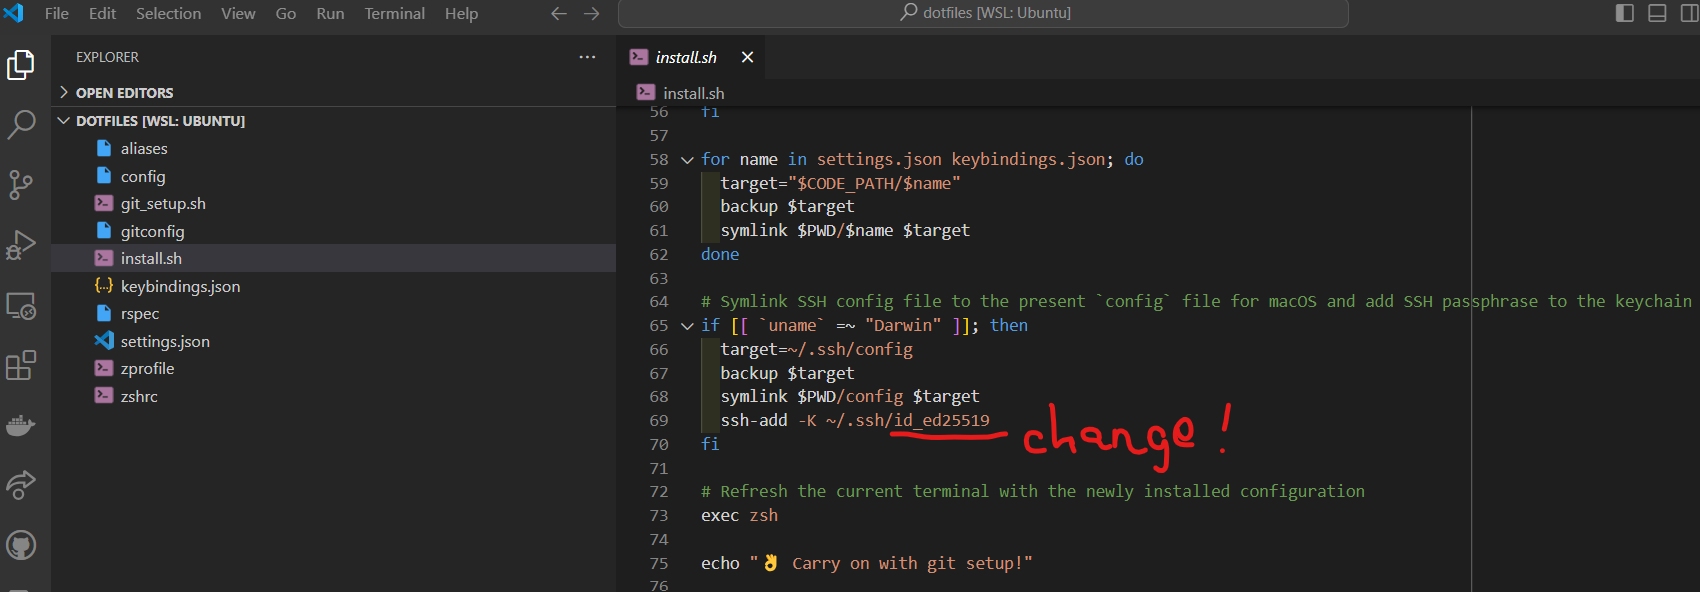 File Edit Selection View Go Run Terminal Help
dotfiles [WSL: Ubuntu]
EXPLORER
OPEN EDITORS
DOTFILES [WSL: UBUNTU]
aliases
config
git_setup.sh
gitconfig
install.sh
keybindings.json
rspec
settings.json
zprofile
zshrc
install.sh
install.sh
56 fi
57
58 for name in settings.json keybindings.json; do
59 target="$CODE_PATH/$name"
60 backup $target
61 symlink $PWD/$name $target
62 done
63
64 # Symlink SSH config file to the present `config` file for macOS and add SSH passphrase to the keychain
65 if [[ `uname` =~ "Darwin" ]]; then
66 target=~/.ssh/config
67 backup $target
68 symlink $PWD/config $target
69 ssh-add -K ~/.ssh/id_ed25519
change!
70 fi
71
72 # Refresh the current terminal with the newly installed configuration
73 exec zsh
74
75 echo "👌 Carry on with git setup!"
76